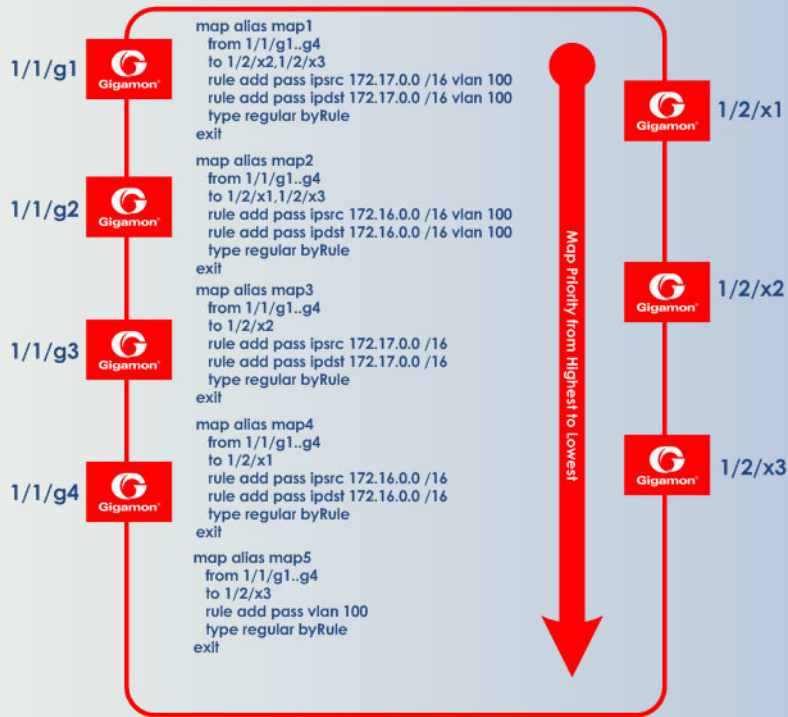 1/1/g1
Gigamon®
1/1/g2
Gigamon®
1/1/g3
Gigamon®
1/1/g4
Gigamon®
map alias map1
from 1/1/g1..g4
to 1/2/x2,1/2/x3
rule add pass ipsrc 172.17.0.0 /16 vlan 100
rule add pass ipdst 172.17.0.0 /16 vlan 100
type regular byRule
exit
map alias map2
from 1/1/g1..g4
to 1/2/x1,1/2/x3
rule add pass ipsrc 172.16.0.0 /16 vlan 100
rule add pass ipdst 172.16.0.0 /16 vlan 100
type regular byRule
exit
map alias map3
from 1/1/g1..g4
to 1/2/x2
rule add pass ipsrc 172.17.0.0 /16
rule add pass ipdst 172.17.0.0 /16
type regular byRule
exit
map alias map4
from 1/1/g1..g4
to 1/2/x1
rule add pass ipsrc 172.16.0.0 /16
rule add pass ipdst 172.16.0.0 /16
type regular byRule
exit
map alias map5
from 1/1/g1..g4
to 1/2/x3
rule add pass vlan 100
type regular byRule
exit
Map Priority from Highest to Lowest
Gigamon®
1/2/x1
Gigamon®
1/2/x2
Gigamon®
1/2/x3